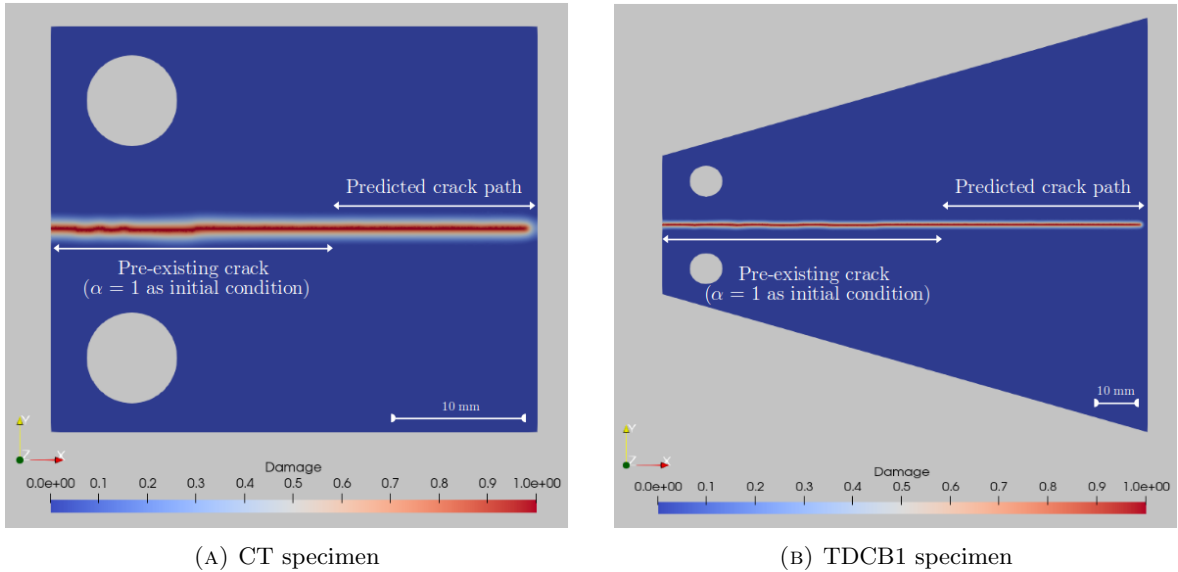 Predicted crack path
Pre-existing crack
(α = 1 as initial condition)
10 mm
Y
Z
X
Damage
0.0e+00 0.1 0.2 0.3 0.4 0.5 0.6 0.7 0.8 0.9 1.0e+00
(A) CT specimen
Predicted crack path
Pre-existing crack
(α = 1 as initial condition)
10 mm
Y
Z
X
Damage
0.0e+00 0.1 0.2 0.3 0.4 0.5 0.6 0.7 0.8 0.9 1.0e+00
(B) TDCB1 specimen